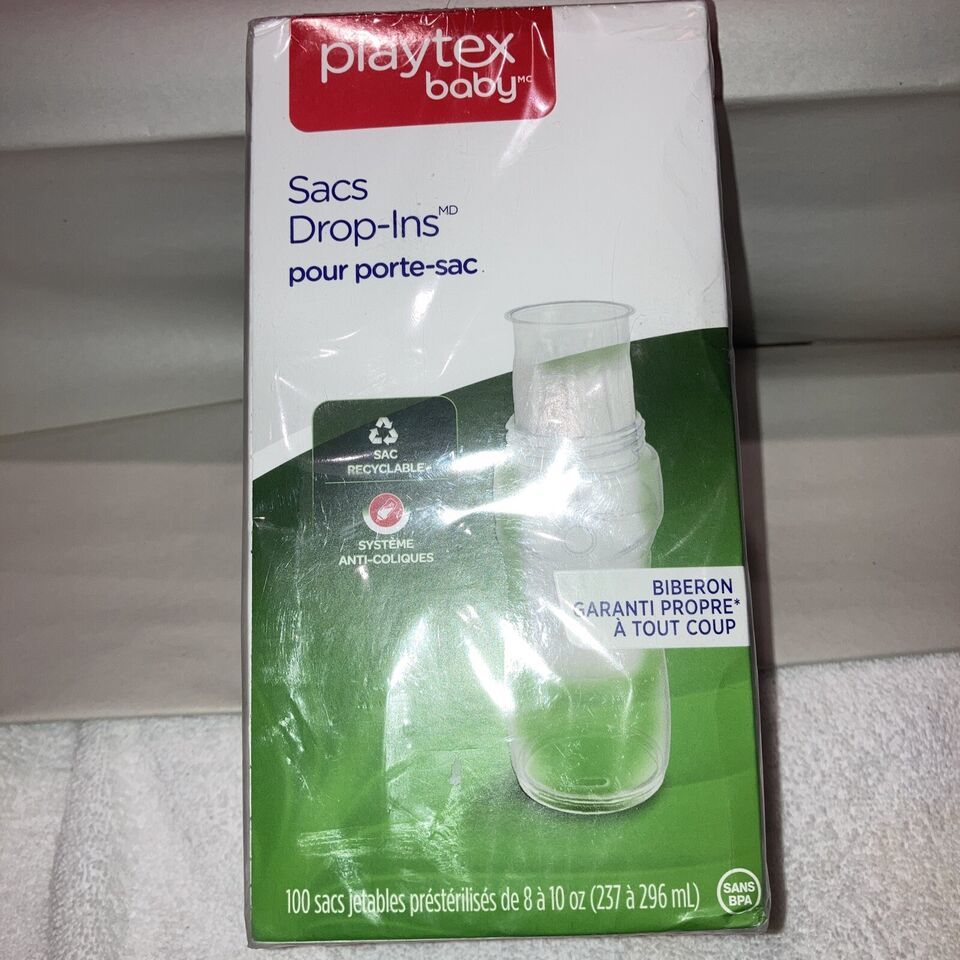 playtex
baby MC
Sacs
Drop-Ins MD
pour porte-sac
SAC
RECYCLABLE
SYSTÈME
ANTI-COLIQUES
BIBERON
GARANTI PROPRE*
À TOUT COUP
100 sacs jetables préstérilisés de 8 à 10 oz (237 à 296 mL)
SANS
BPA